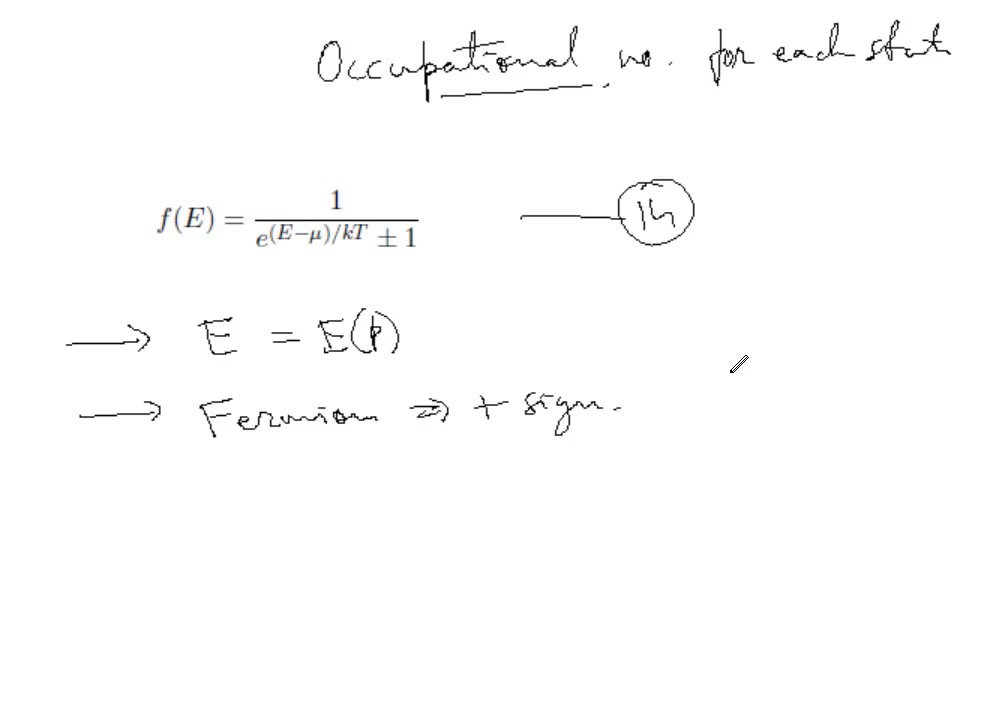 Occupational no. for each state
f(E) = 1 / (e^{(E−μ)/kT} ± 1) —— 14
→ E = E(p)
→ Fermion ⇒ + sign.